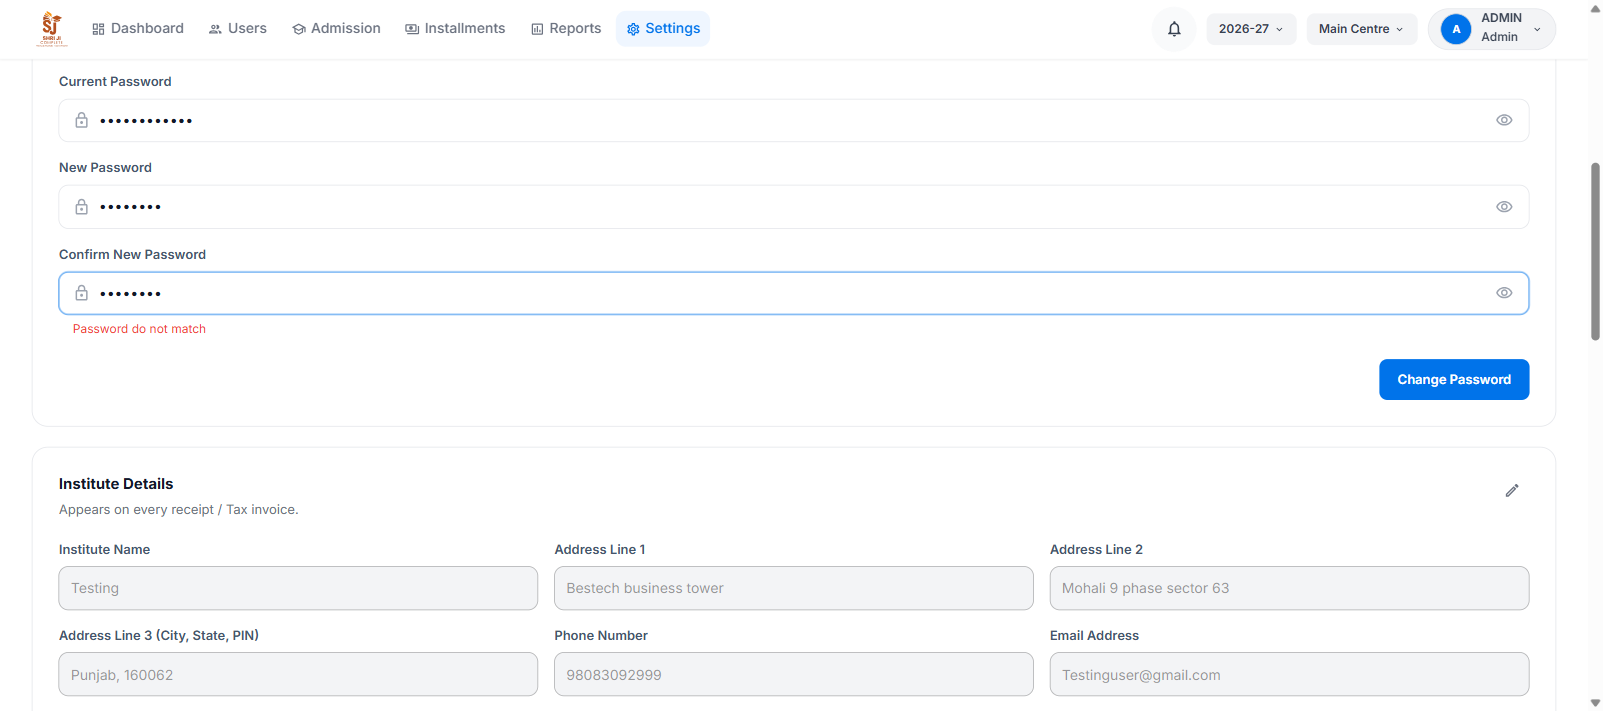 SJ
SHRI JI
Dashboard
Users
Admission
Installments
Reports
Settings
2026-27
Main Centre
A
ADMIN
Admin
Current Password
••••••••••••
New Password
••••••••
Confirm New Password
••••••••
Password do not match
Change Password
Institute Details
Appears on every receipt / Tax invoice.
Institute Name
Address Line 1
Address Line 2
Testing
Bestech business tower
Mohali 9 phase sector 63
Address Line 3 (City, State, PIN)
Phone Number
Email Address
Punjab, 160062
98083092999
Testinguser@gmail.com